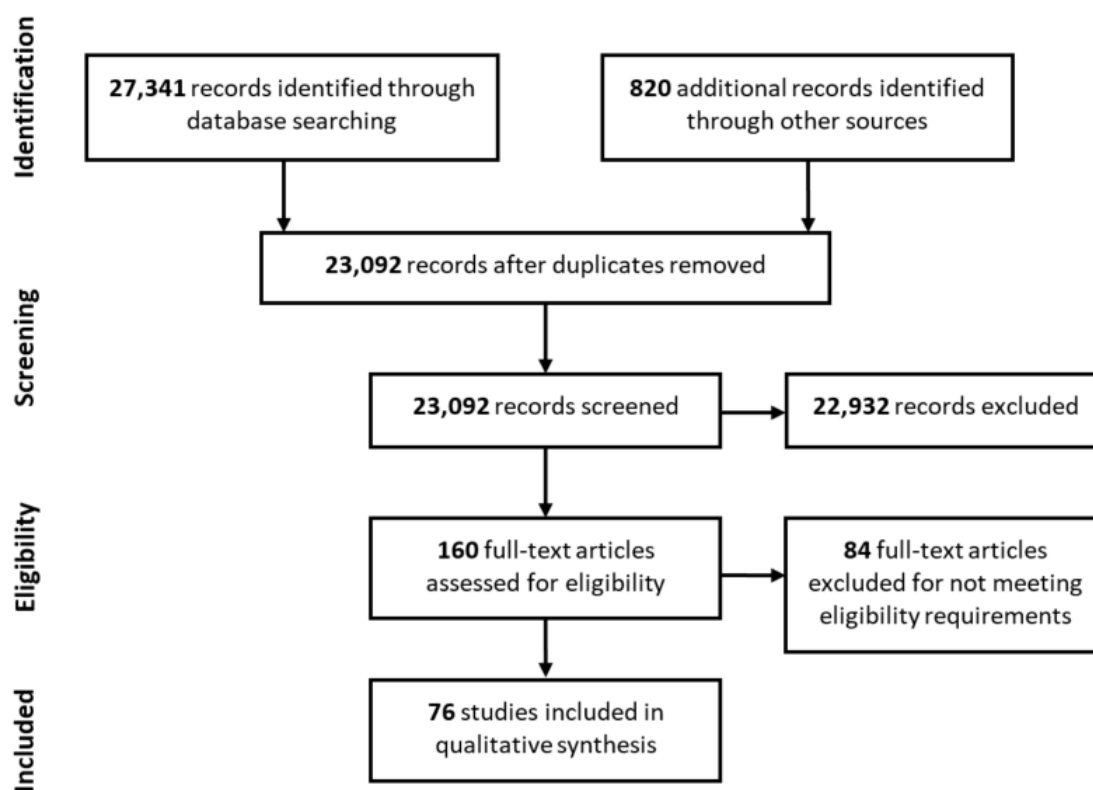 Identification
27,341 records identified through
database searching
820 additional records identified
through other sources
23,092 records after duplicates removed
Screening
23,092 records screened
22,932 records excluded
Eligibility
160 full-text articles
assessed for eligibility
84 full-text articles
excluded for not meeting
eligibility requirements
Included
76 studies included in
qualitative synthesis